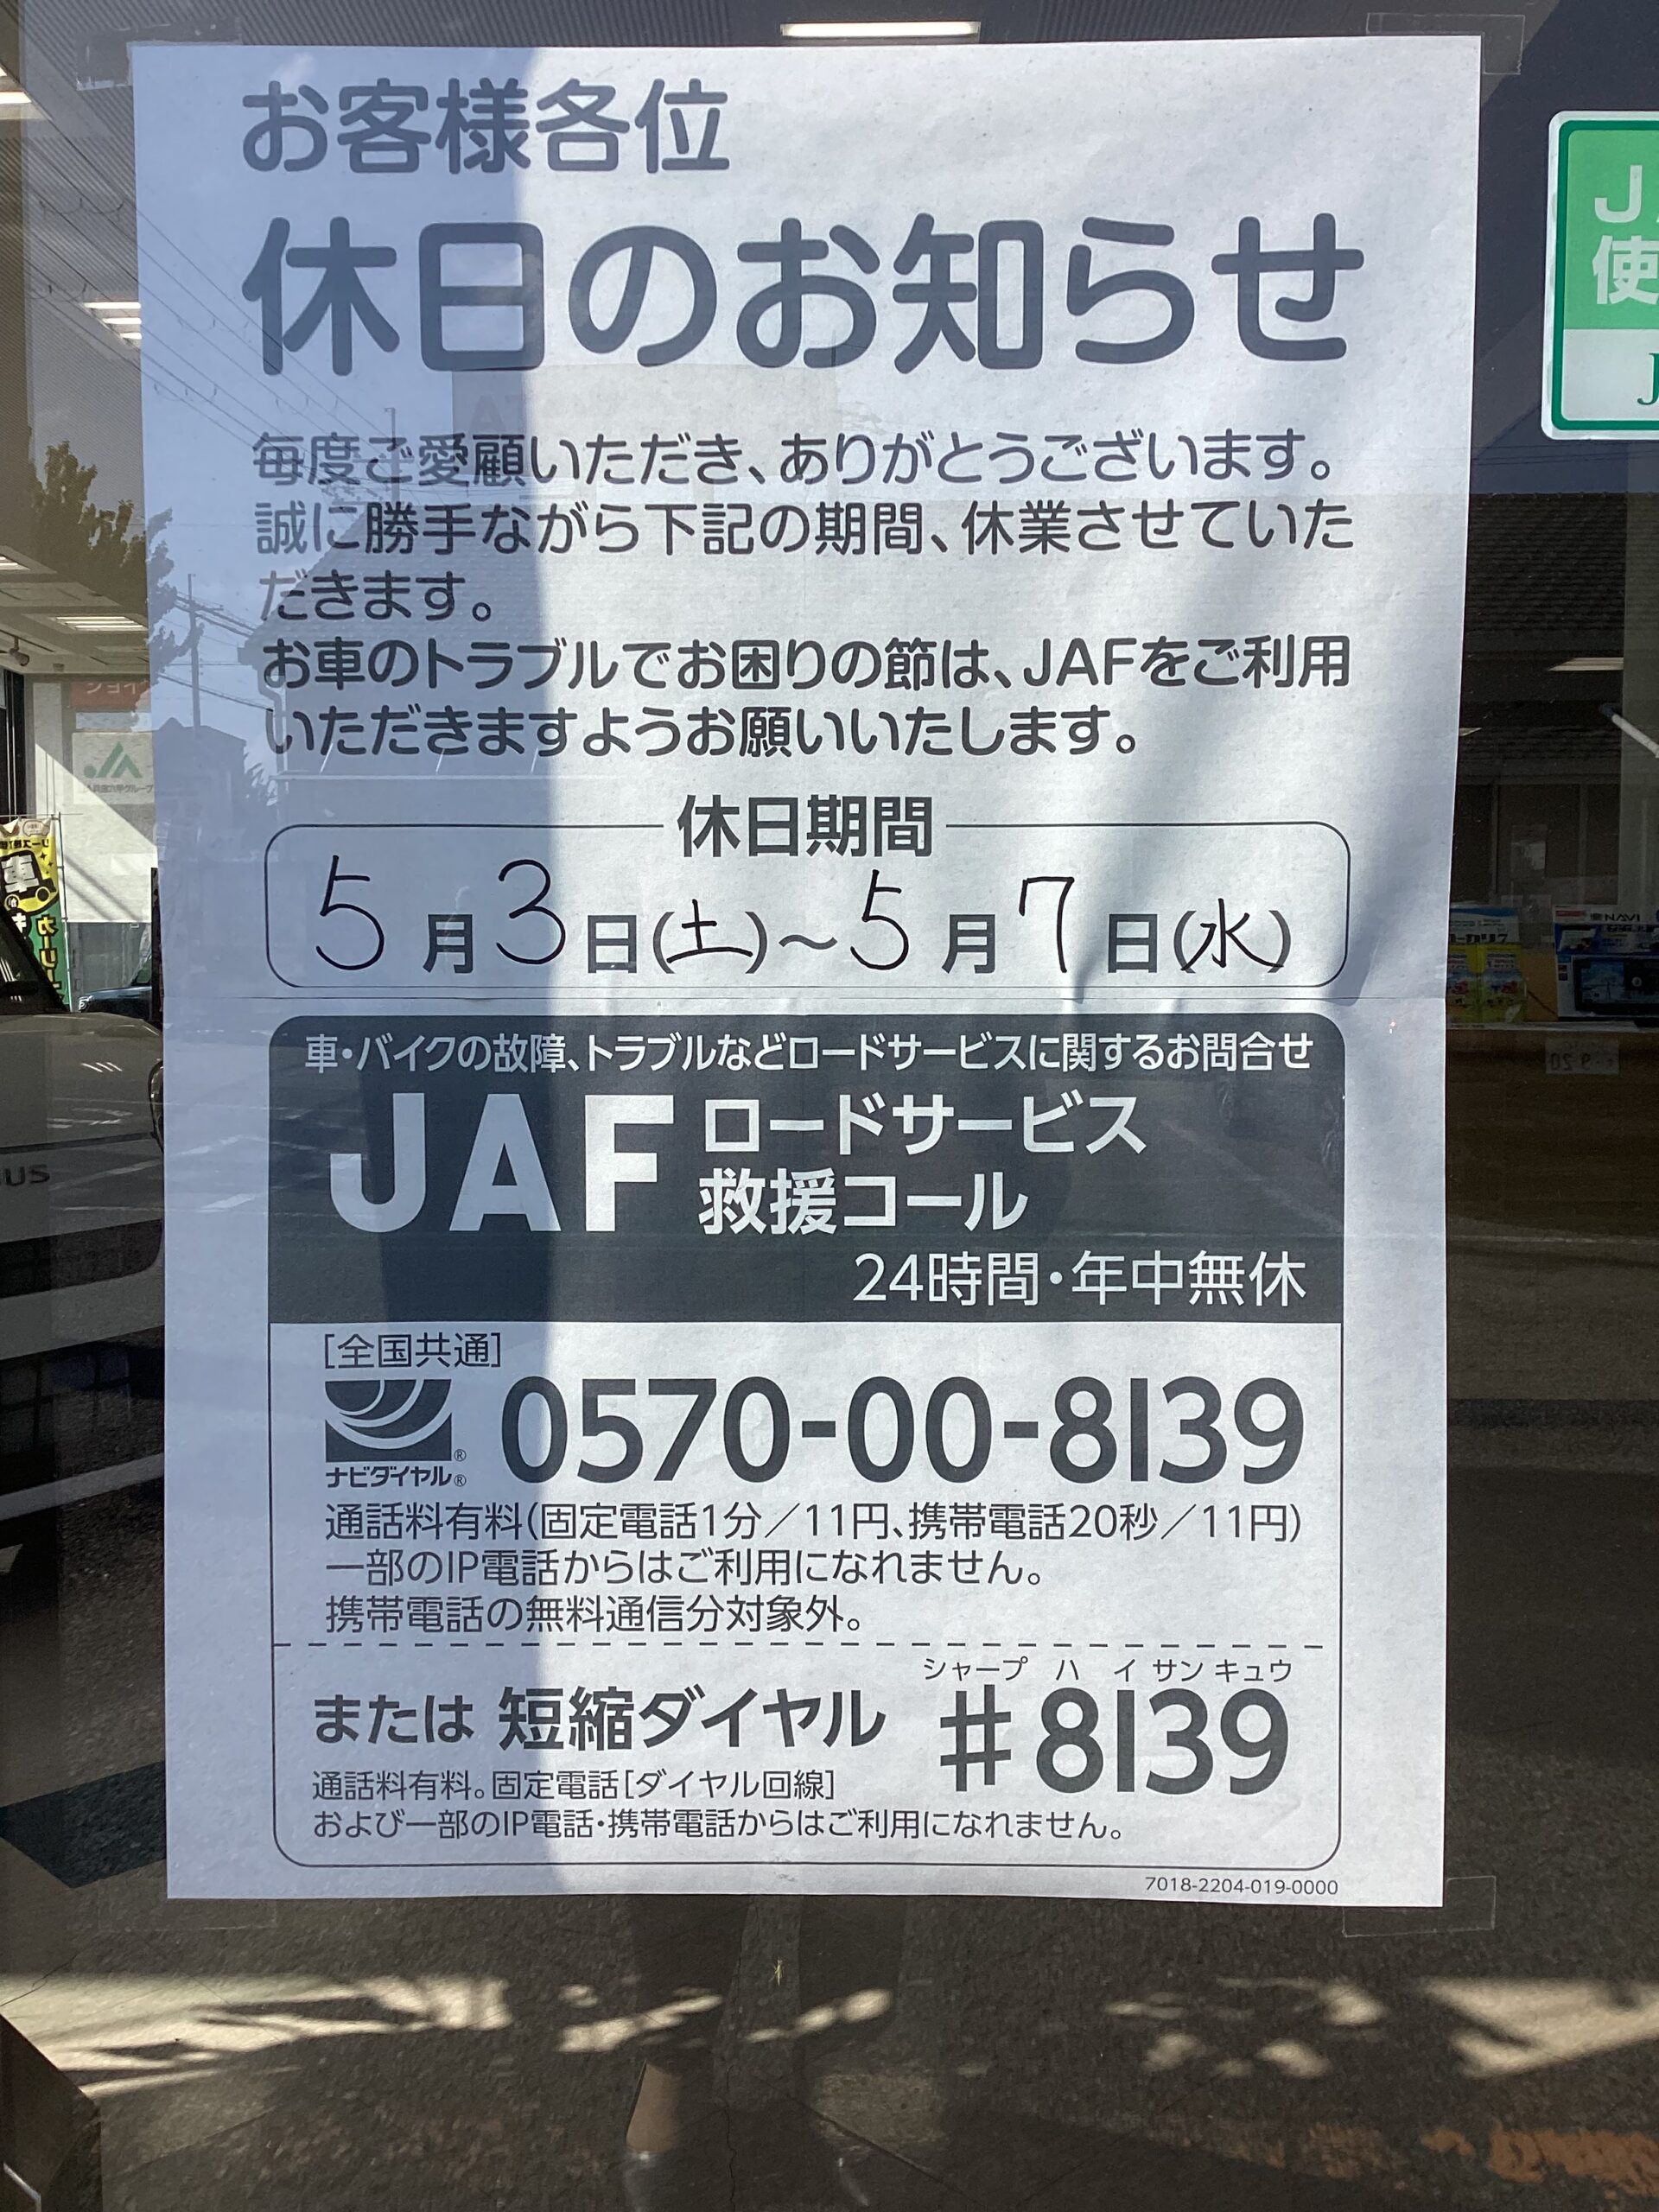 お客様各位
休日のお知らせ
毎度ご愛顧いただき、ありがとうございます。
誠に勝手ながら下記の期間、休業させていた
だきます。
お車のトラブルでお困りの節は、JAFをご利用
いただきますようお願いいたします。
休日期間
5月3日(土)～5月7日(水)
車・バイクの故障、トラブルなどロードサービスに関するお問合せ
JAF ロードサービス
救援コール
24時間・年中無休
[全国共通]
0570-00-8139
ナビダイヤル®
通話料有料(固定電話1分／11円、携帯電話20秒／11円)
一部のIP電話からはご利用になれません。
携帯電話の無料通信分対象外。
シャープ ハ イ サン キュウ
または 短縮ダイヤル #8139
通話料有料。固定電話[ダイヤル回線]
および一部のIP電話・携帯電話からはご利用になれません。
7018-2204-019-0000
J
使
J
NAVI